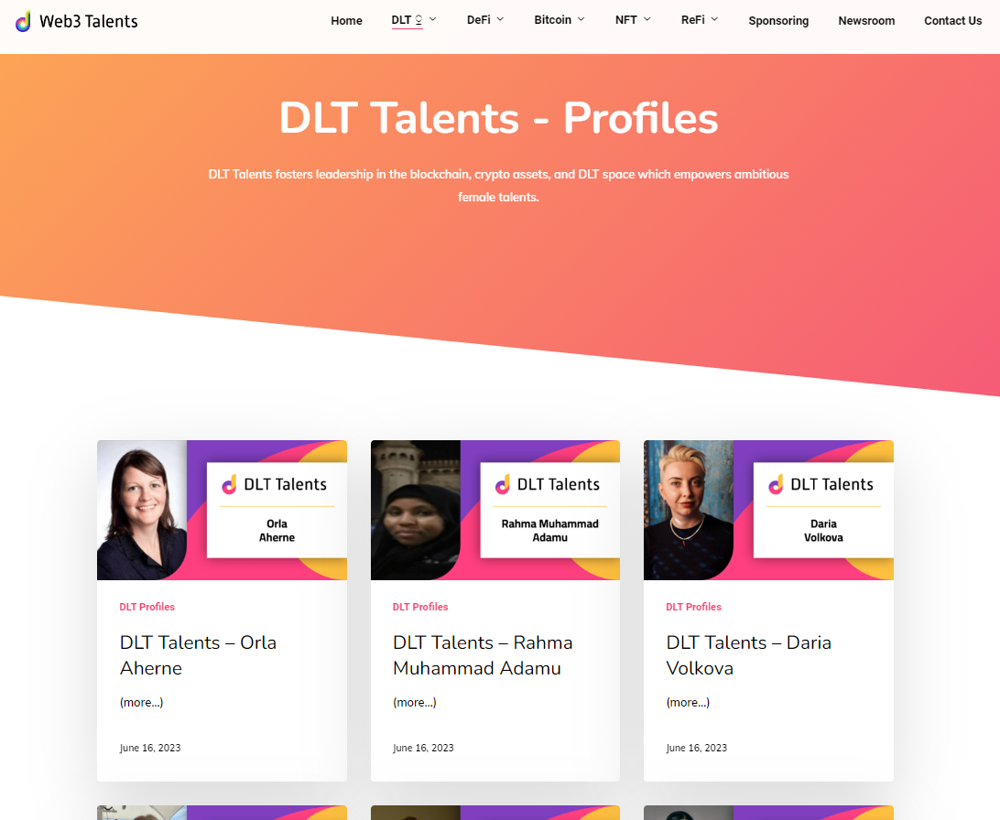 Web3 Talents
Home
DLT ♀
DeFi
Bitcoin
NFT
ReFi
Sponsoring
Newsroom
Contact Us
DLT Talents - Profiles
DLT Talents fosters leadership in the blockchain, crypto assets, and DLT space which empowers ambitious
female talents.
DLT Talents
Orla
Aherne
DLT Profiles
DLT Talents – Orla
Aherne
(more…)
June 16, 2023
DLT Talents
Rahma Muhammad
Adamu
DLT Profiles
DLT Talents – Rahma
Muhammad Adamu
(more…)
June 16, 2023
DLT Talents
Daria
Volkova
DLT Profiles
DLT Talents – Daria
Volkova
(more…)
June 16, 2023